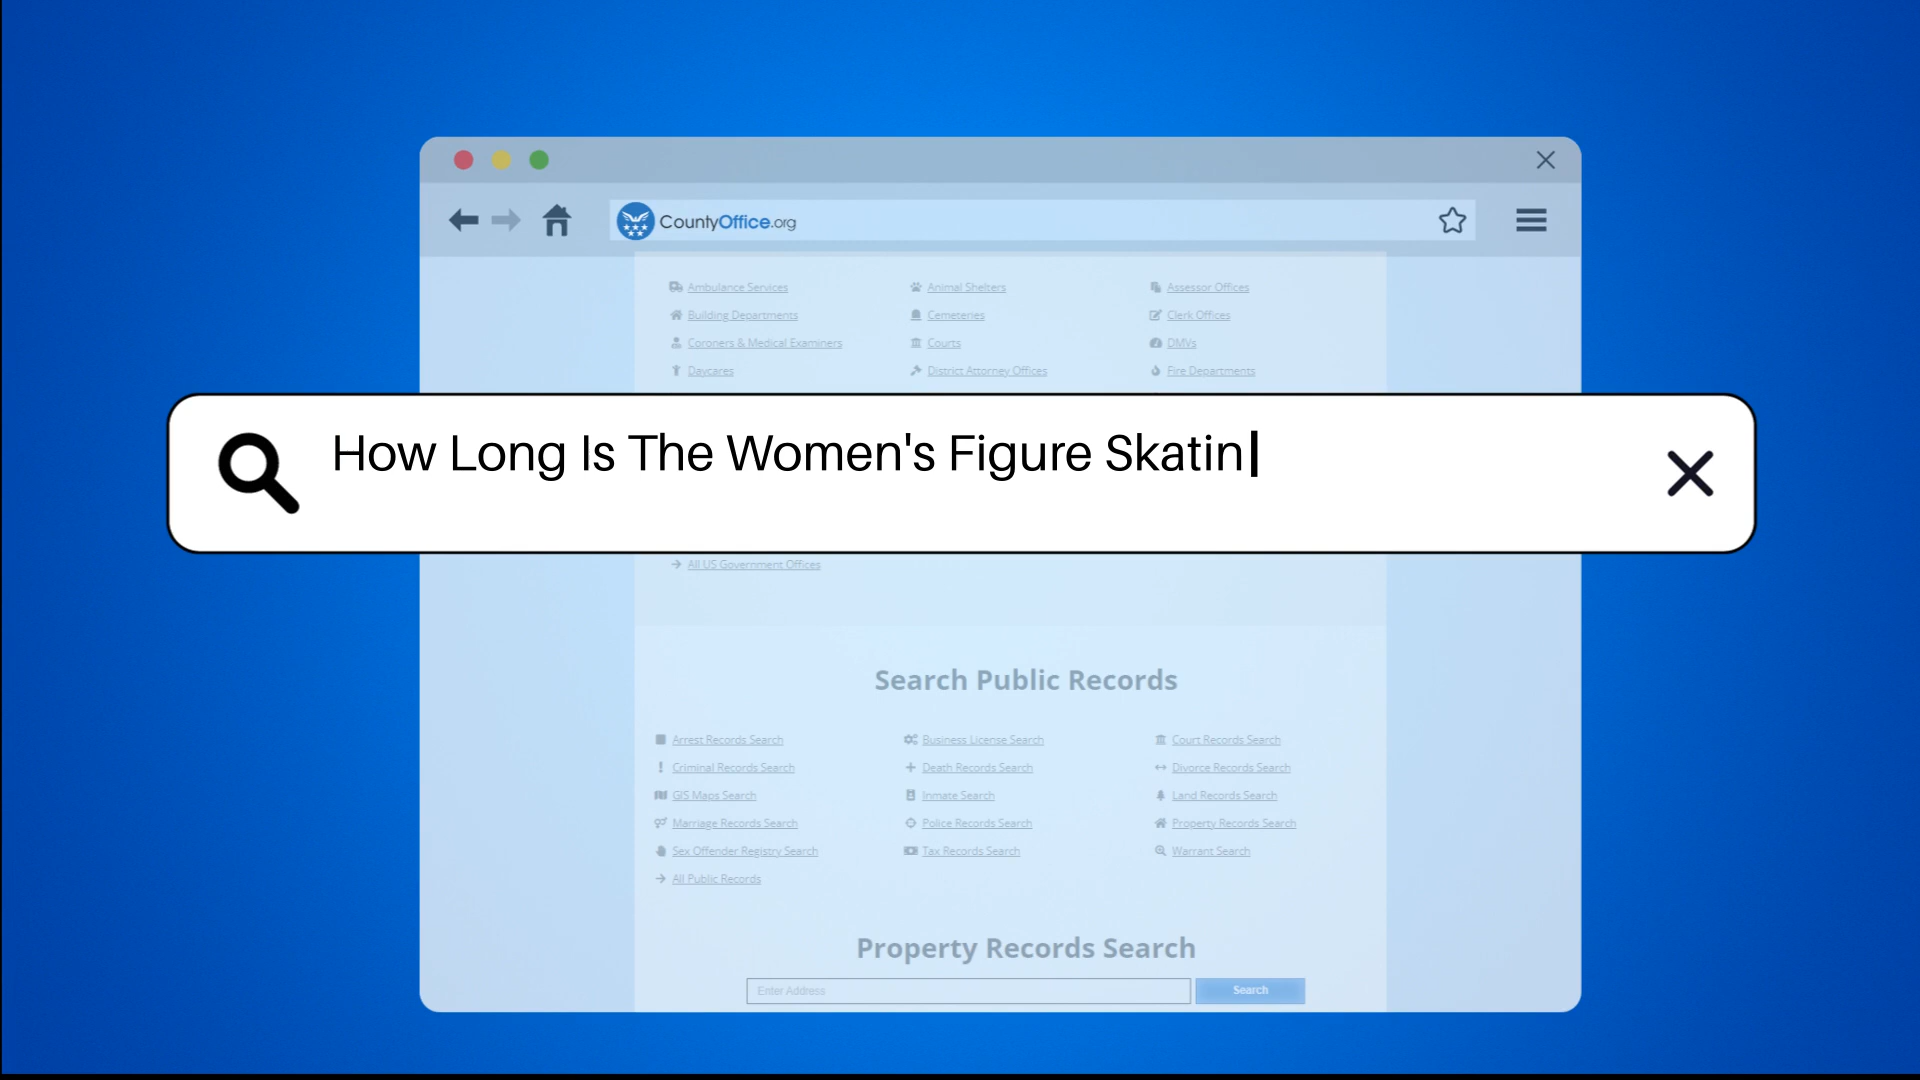 CountyOffice.org
Ambulance Services Animal Shelters Assessor Offices
Building Departments Cemeteries Clerk Offices
Coroners & Medical Examiners Courts DMVs
Daycares District Attorney Offices Fire Departments
How Long Is The Women's Figure Skatin
All US Government Offices
Search Public Records
Arrest Records Search Business License Search Court Records Search
Criminal Records Search Death Records Search Divorce Records Search
GIS Maps Search Inmate Search Land Records Search
Marriage Records Search Police Records Search Property Records Search
Sex Offender Registry Search Tax Records Search Warrant Search
All Public Records
Property Records Search
Enter Address Search